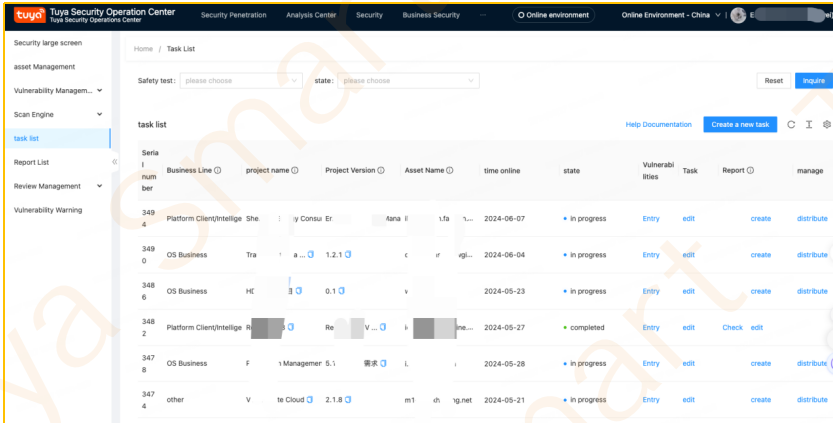 tuya Tuya Security Operation Center
Tuya Security Operations Center
Security Penetration Analysis Center Security Business Security ··· Online environment Online Environment - China
Security large screen
Home / Task List
asset Management
Safety test: please choose state: please choose Reset Inquire
Vulnerability Managem...
Scan Engine
task list
task list Help Documentation Create a new task
Report List
Review Management
Vulnerability Warning
Serial number Business Line project name Project Version Asset Name time online state Vulnerabilities Task Report manage
3494 Platform Client/Intellige 2024-06-07 in progress Entry edit create distribute
3490 OS Business 1.2.1 2024-06-04 in progress Entry edit create distribute
3486 OS Business 0.1 2024-05-23 in progress Entry edit create distribute
3482 Platform Client/Intellige 2024-05-27 completed Entry edit Check edit
3478 OS Business Managemen 需求 2024-05-28 in progress Entry edit create distribute
3474 other te Cloud 2.1.8 2024-05-21 in progress Entry edit create distribute